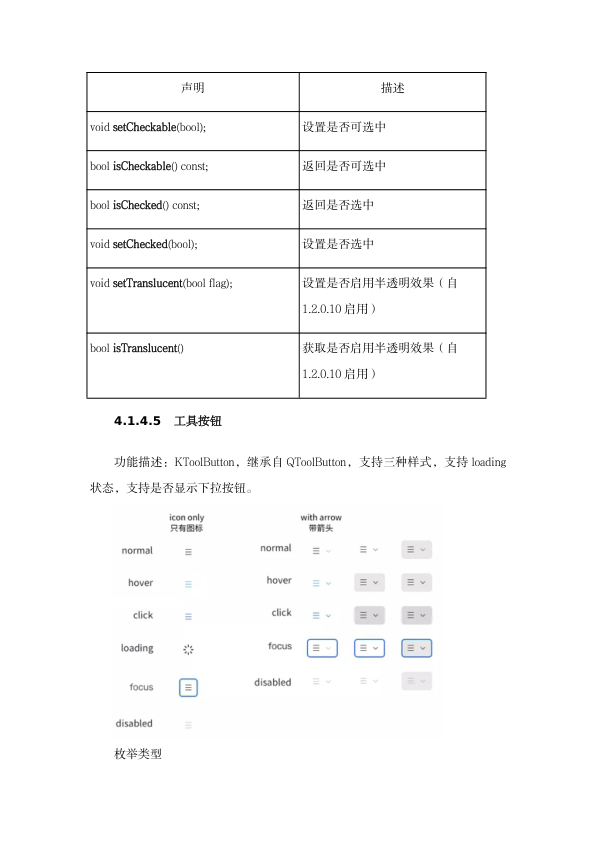 声明 描述
void setCheckable(bool); 设置是否可选中
bool isCheckable() const; 返回是否可选中
bool isChecked() const; 返回是否选中
void setChecked(bool); 设置是否选中
void setTranslucent(bool flag); 设置是否启用半透明效果（自
1.2.0.10 启用）
bool isTranslucent() 获取是否启用半透明效果（自
1.2.0.10 启用）
4.1.4.5 工具按钮
功能描述：KToolButton，继承自 QToolButton，支持三种样式，支持 loading
状态，支持是否显示下拉按钮。
icon only with arrow
只有图标 带箭头
normal normal
hover hover
click click
loading focus
focus disabled
disabled
枚举类型